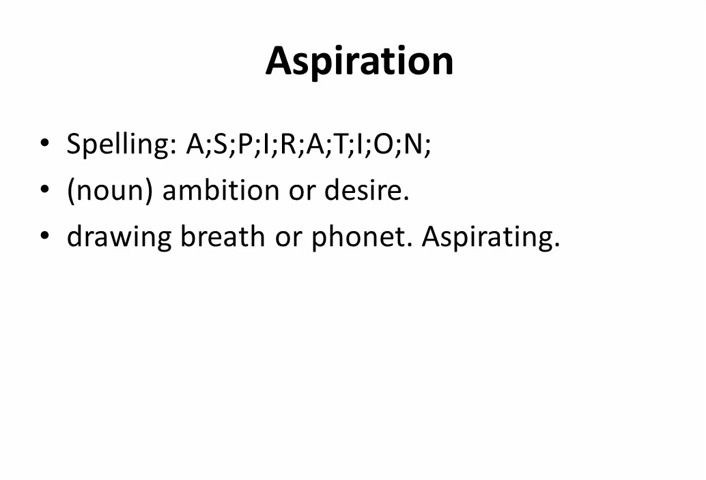 Aspiration
• Spelling: A;S;P;I;R;A;T;I;O;N;
• (noun) ambition or desire.
• drawing breath or phonet. Aspirating.